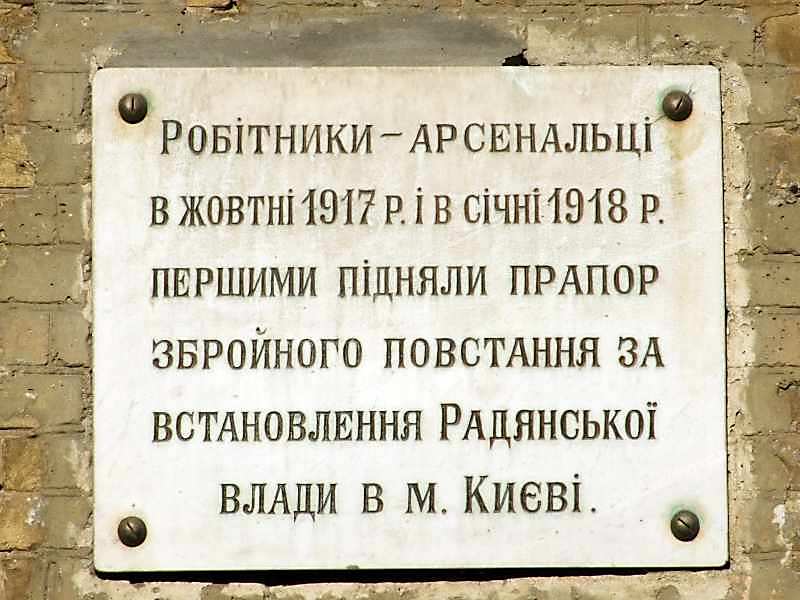 Робітники – арсенальці
в жовтні 1917 р. і в січні 1918 р.
першими підняли прапор
збройного повстання за
встановлення Радянської
влади в м. Києві.